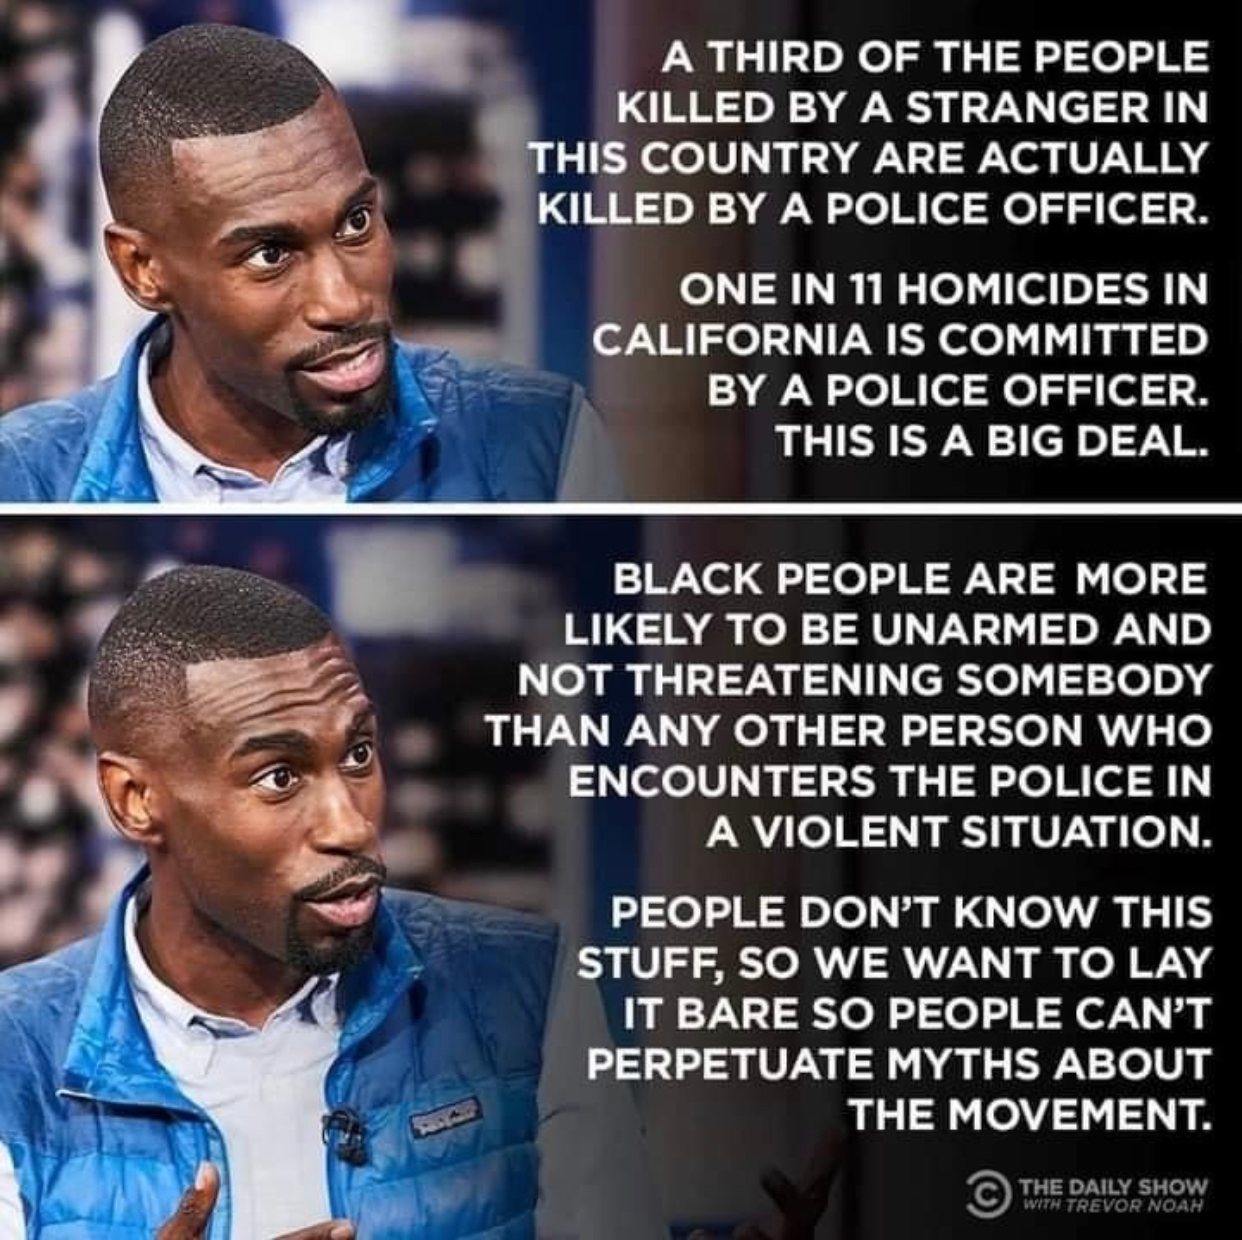 A THIRD OF THE PEOPLE
KILLED BY A STRANGER IN
THIS COUNTRY ARE ACTUALLY
KILLED BY A POLICE OFFICER.
ONE IN 11 HOMICIDES IN
CALIFORNIA IS COMMITTED
BY A POLICE OFFICER.
THIS IS A BIG DEAL.
BLACK PEOPLE ARE MORE
LIKELY TO BE UNARMED AND
NOT THREATENING SOMEBODY
THAN ANY OTHER PERSON WHO
ENCOUNTERS THE POLICE IN
A VIOLENT SITUATION.
PEOPLE DON'T KNOW THIS
STUFF, SO WE WANT TO LAY
IT BARE SO PEOPLE CAN'T
PERPETUATE MYTHS ABOUT
THE MOVEMENT.
THE DAILY SHOW
WITH TREVOR NOAH